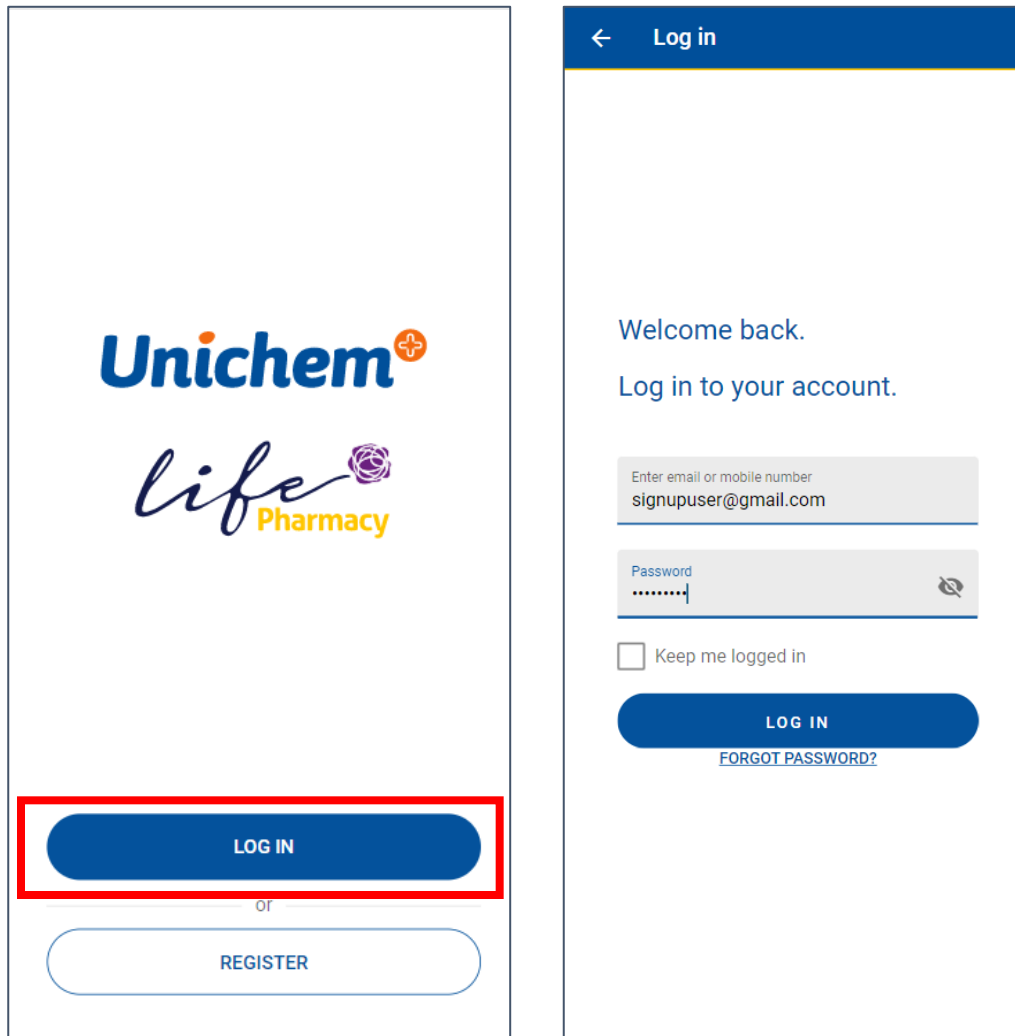 Unichem
life
Pharmacy
LOG IN
or
REGISTER
Log in
Welcome back.
Log in to your account.
Enter email or mobile number
signupuser@gmail.com
Password
•••••••••
Keep me logged in
LOG IN
FORGOT PASSWORD?